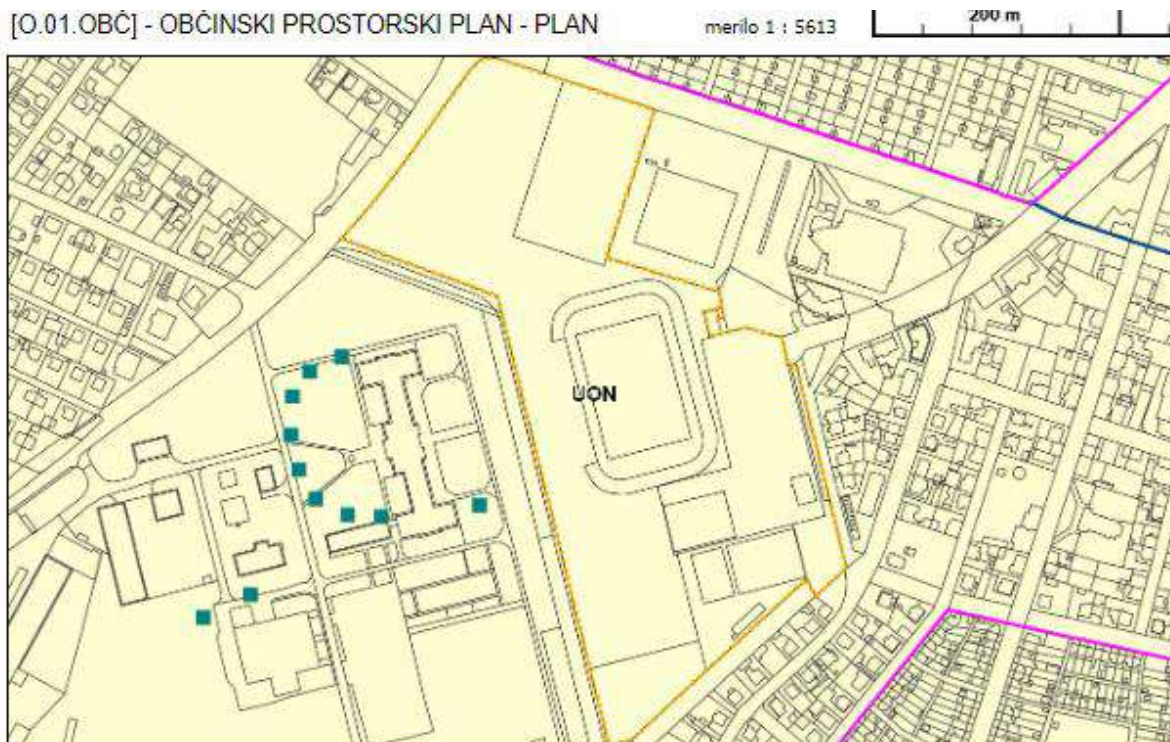 [O.01.OBČ] - OBČINSKI PROSTORSKI PLAN - PLAN
merilo 1 : 5613
200 m
UON